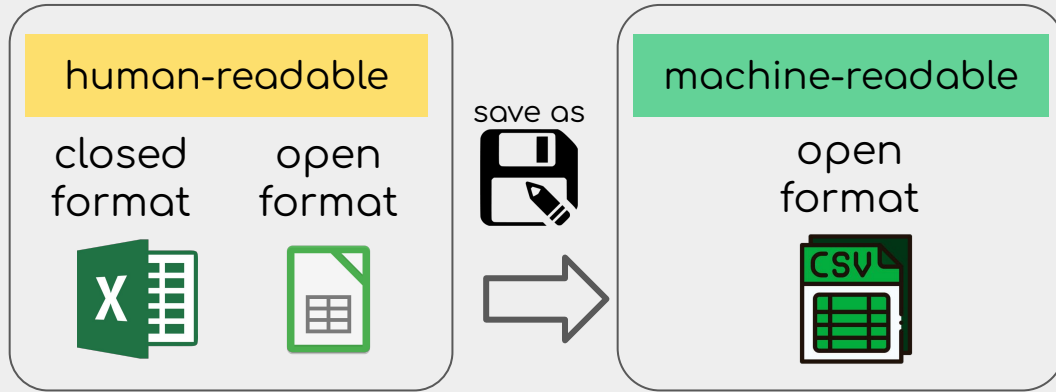 human-readable
closed
format
open
format
X
save as
machine-readable
open
format
CSV